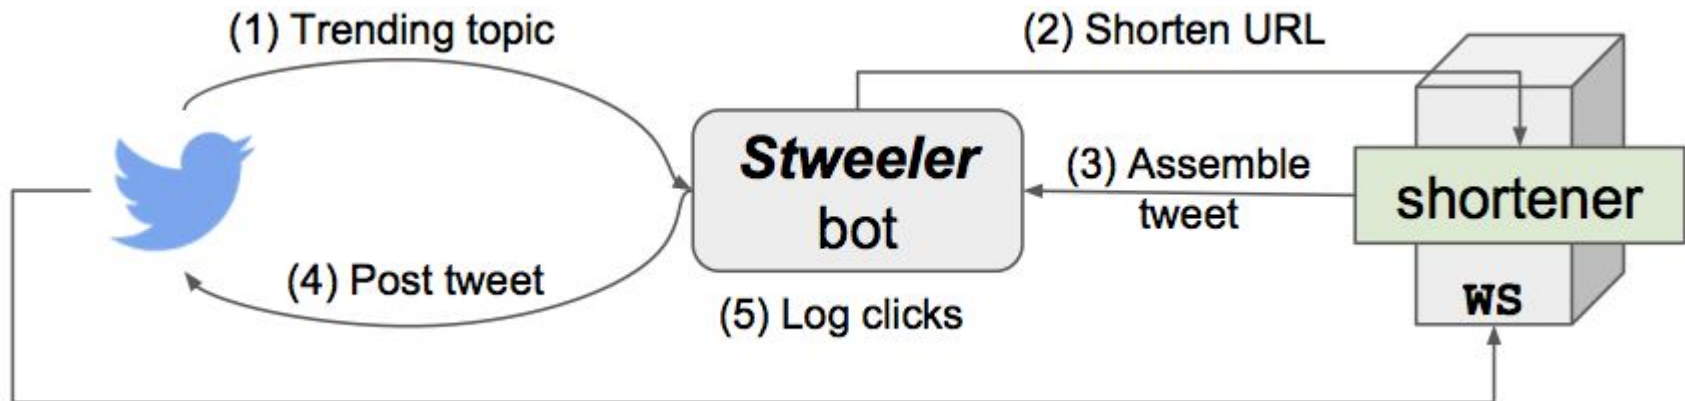 (1) Trending topic
(2) Shorten URL
Stweeler
bot
(3) Assemble
tweet
shortener
(4) Post tweet
(5) Log clicks
WS